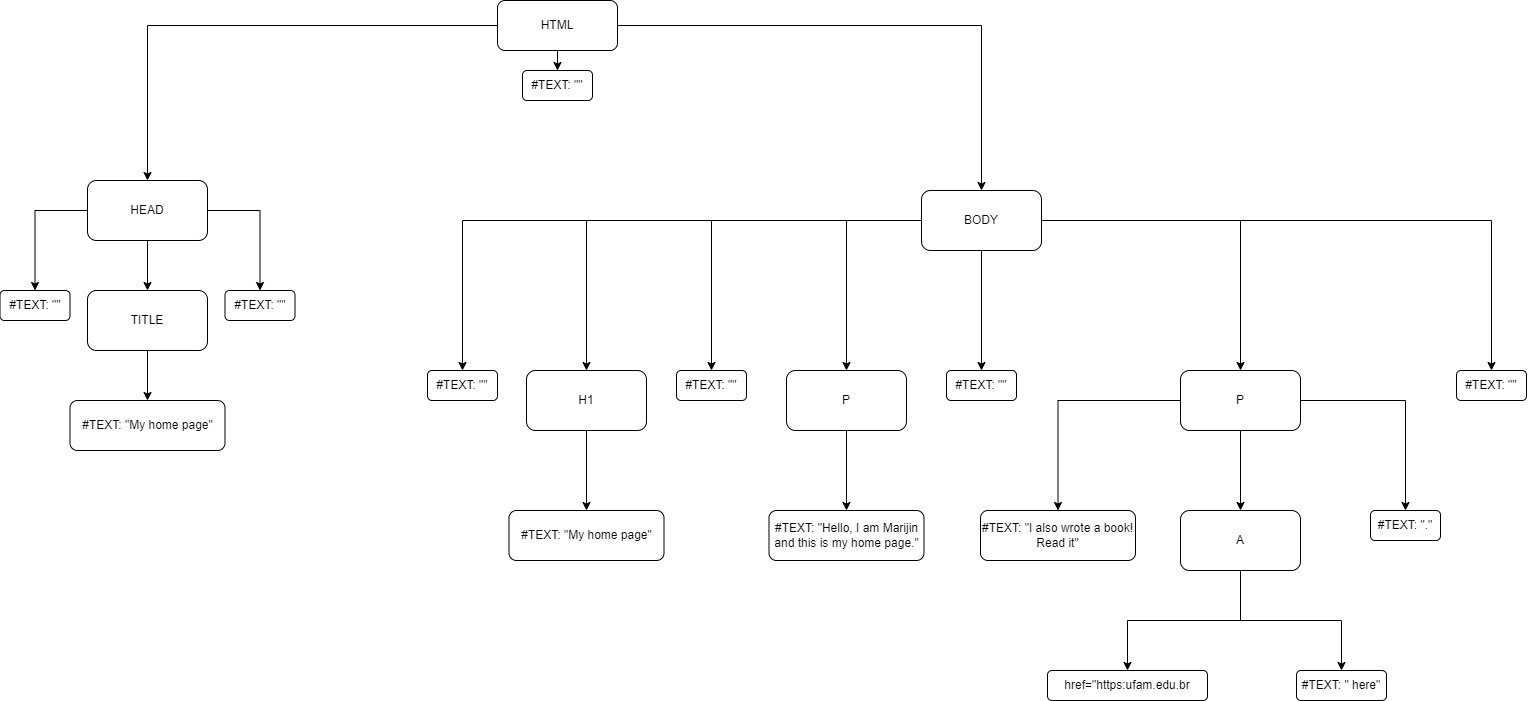 HTML
#TEXT: ""
HEAD
BODY
#TEXT: ""
TITLE
#TEXT: ""
#TEXT: ""
H1
#TEXT: ""
P
#TEXT: ""
P
#TEXT: ""
#TEXT: "My home page"
#TEXT: "My home page"
#TEXT: "Hello, I am Marijin
and this is my home page."
#TEXT: "I also wrote a book!
Read it"
A
#TEXT: "."
href="https:ufam.edu.br
#TEXT: " here"